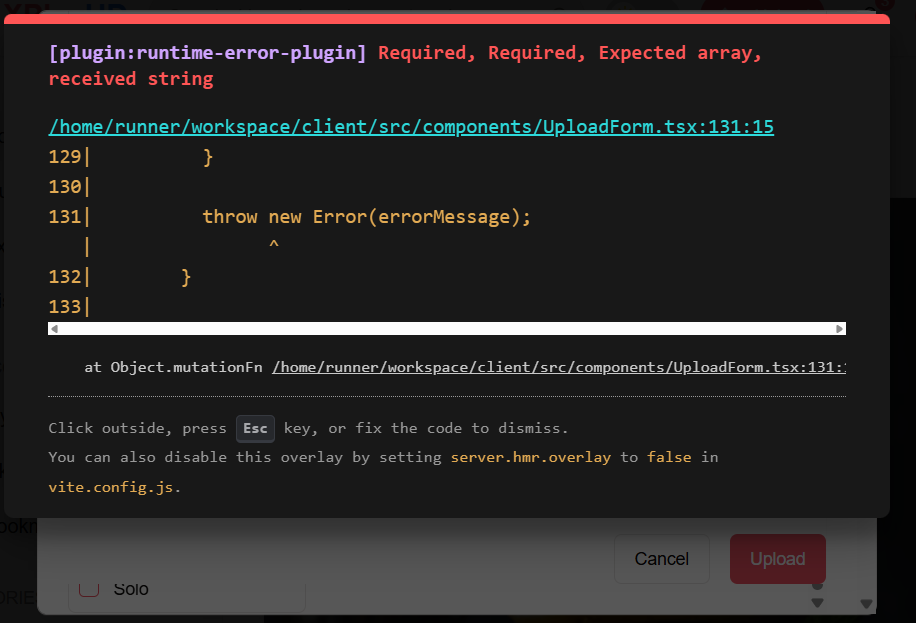 [plugin:runtime-error-plugin] Required, Required, Expected array,
received string
/home/runner/workspace/client/src/components/UploadForm.tsx:131:15
129|          }
130|
131|          throw new Error(errorMessage);
   |                ^
132|        }
133|
at Object.mutationFn /home/runner/workspace/client/src/components/UploadForm.tsx:131:
Click outside, press Esc key, or fix the code to dismiss.
You can also disable this overlay by setting server.hmr.overlay to false in
vite.config.js.
Cancel
Upload
Solo